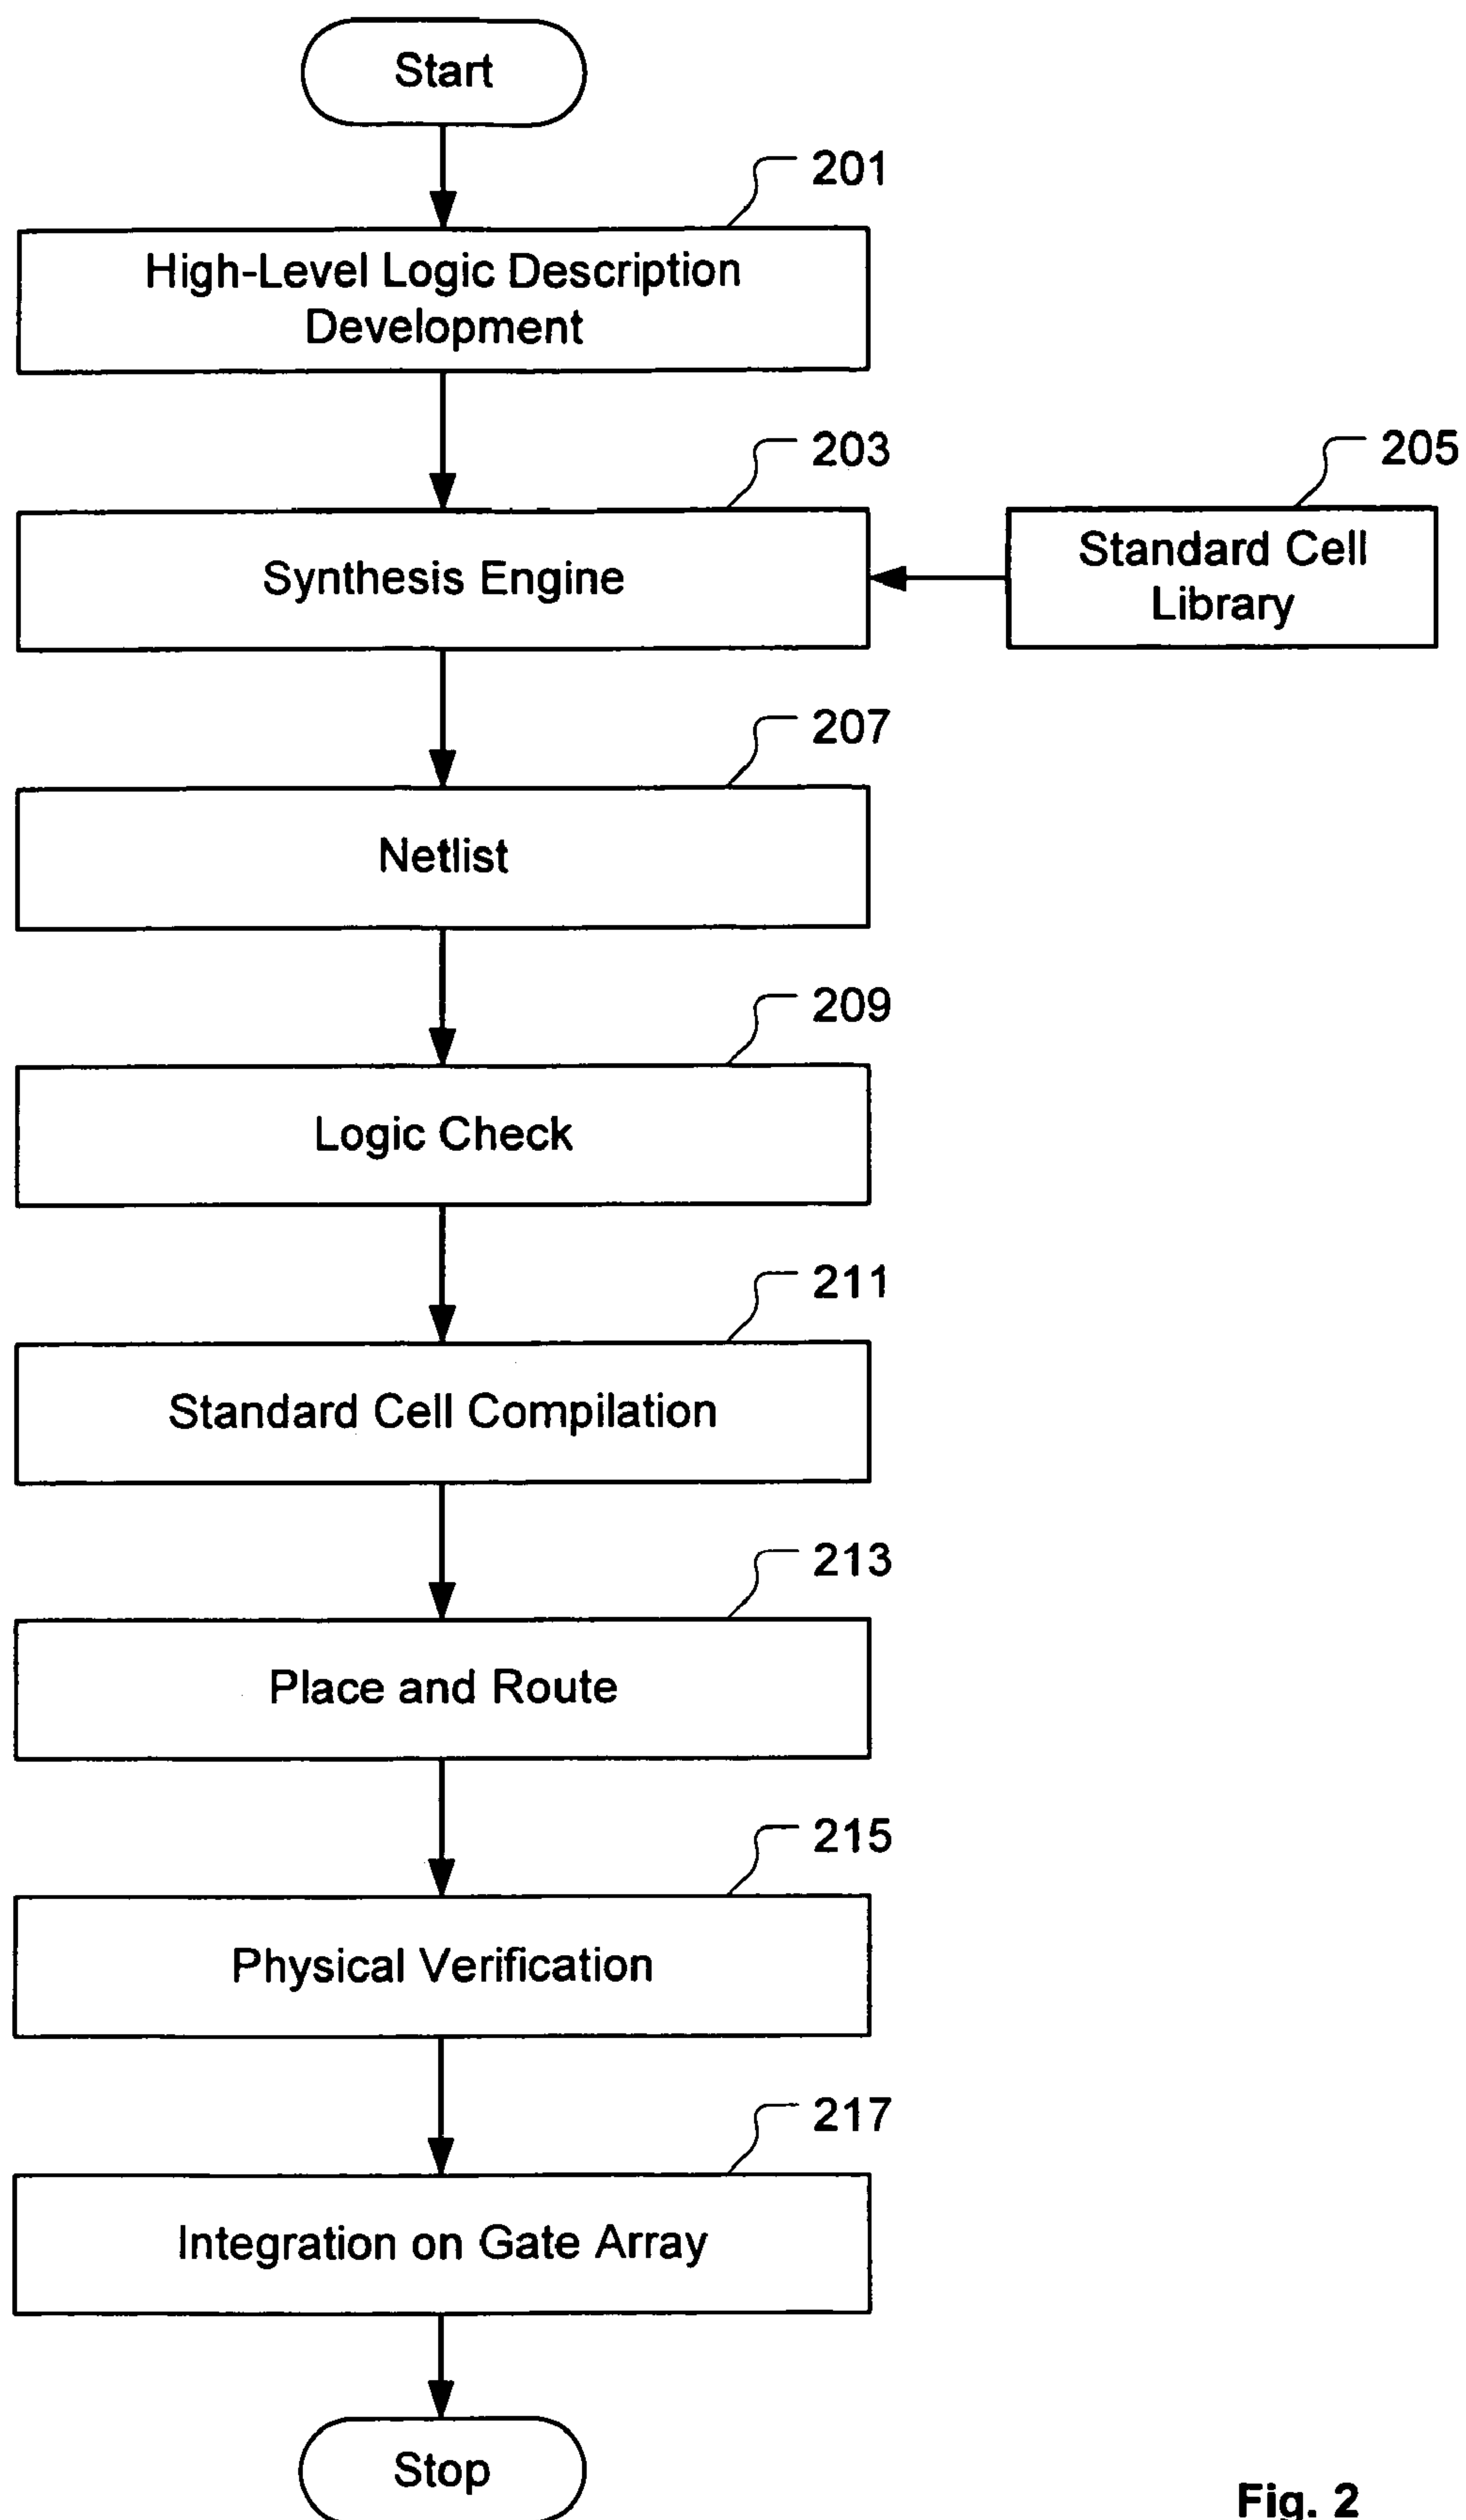 Start
201
High-Level Logic Description
Development
203
205
Synthesis Engine
Standard Cell
Library
207
Netlist
209
Logic Check
211
Standard Cell Compilation
213
Place and Route
215
Physical Verification
217
Integration on Gate Array
Stop
Fig. 2